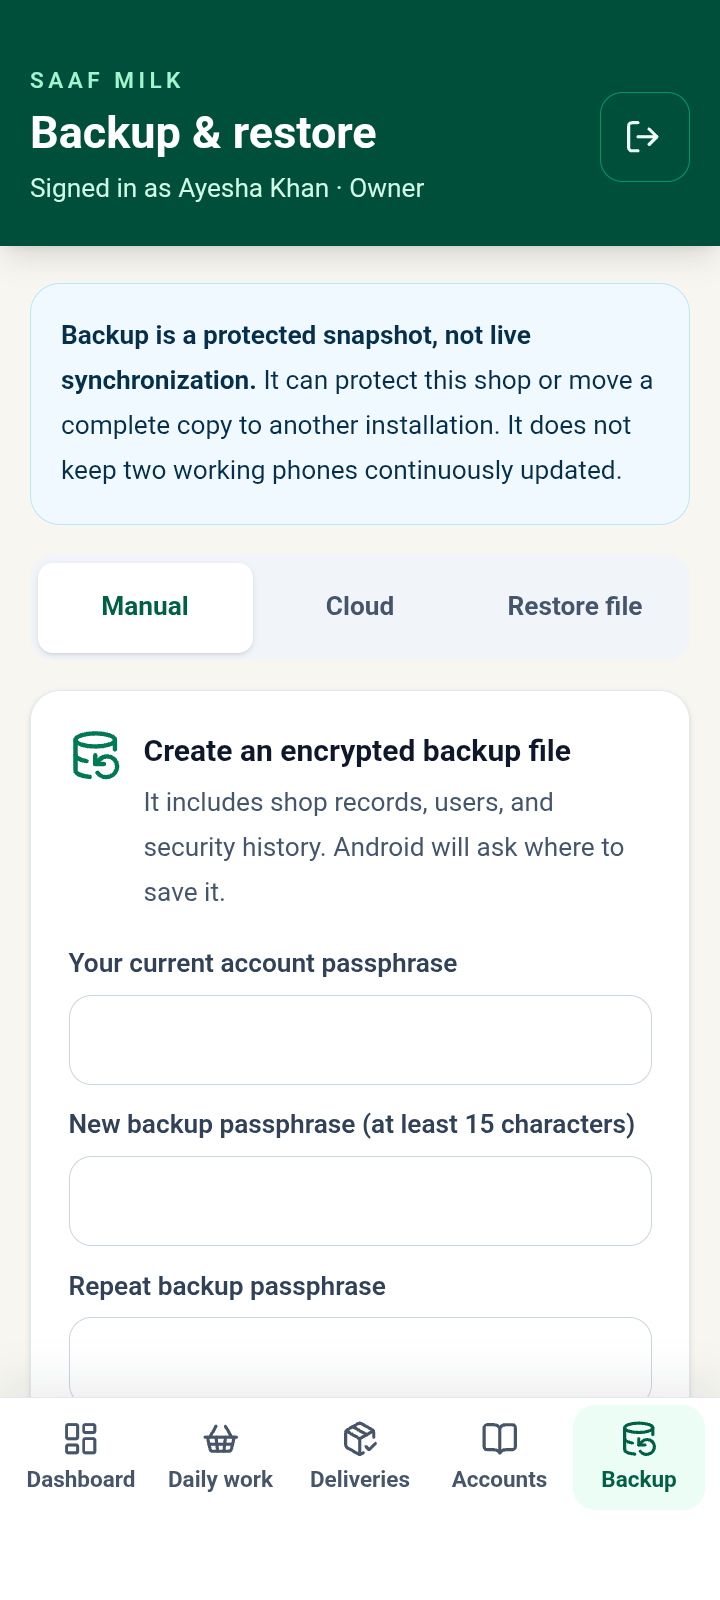 SAAF MILK
Backup & restore
Signed in as Ayesha Khan · Owner
Backup is a protected snapshot, not live
synchronization. It can protect this shop or move a
complete copy to another installation. It does not
keep two working phones continuously updated.
Manual
Cloud
Restore file
Create an encrypted backup file
It includes shop records, users, and
security history. Android will ask where to
save it.
Your current account passphrase
New backup passphrase (at least 15 characters)
Repeat backup passphrase
Dashboard
Daily work
Deliveries
Accounts
Backup